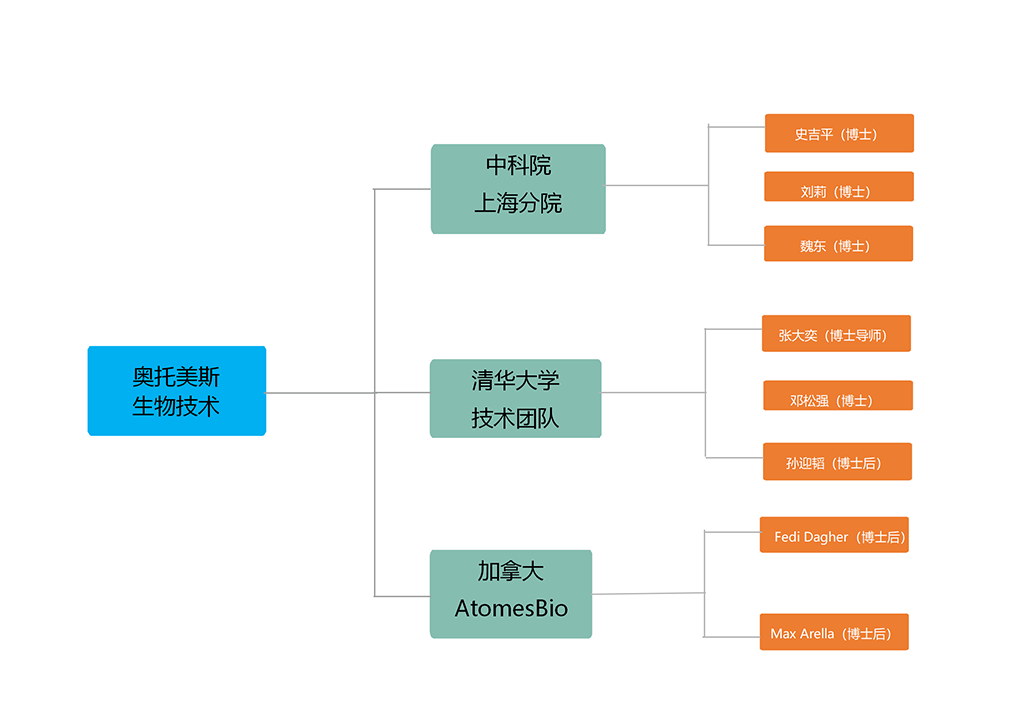 奥托美斯
生物技术
中科院
上海分院
史吉平（博士）
刘莉（博士）
魏东（博士）
清华大学
技术团队
张大奕（博士导师）
邓松强（博士）
孙迎韬（博士后）
加拿大
AtomesBio
Fedi Dagher（博士后）
Max Arella（博士后）